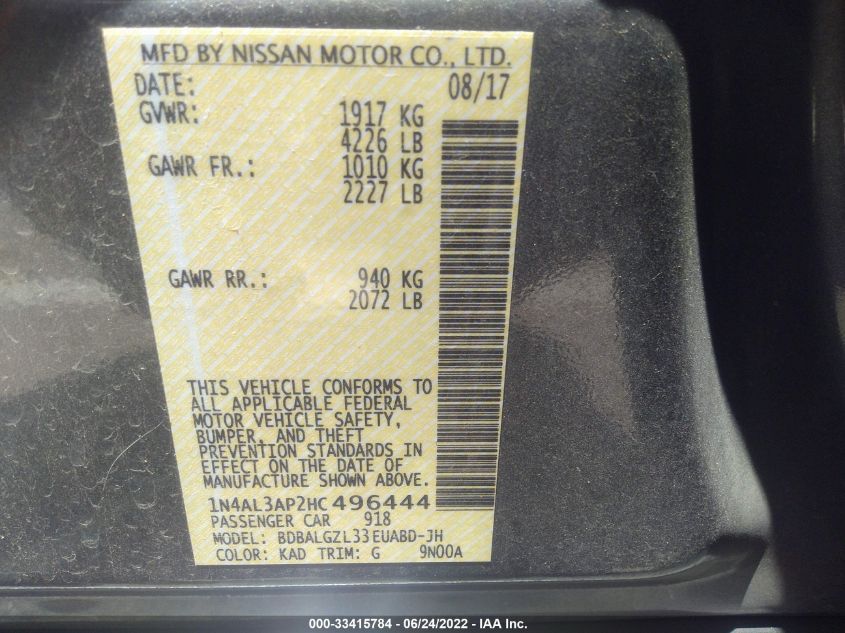 MFD BY NISSAN MOTOR CO., LTD.
DATE: 08/17
GVWR: 1917 KG
4226 LB
GAWR FR.: 1010 KG
2227 LB
GAWR RR.: 940 KG
2072 LB
THIS VEHICLE CONFORMS TO
ALL APPLICABLE FEDERAL
MOTOR VEHICLE SAFETY,
BUMPER, AND THEFT
PREVENTION STANDARDS IN
EFFECT ON THE DATE OF
MANUFACTURE SHOWN ABOVE.
1N4AL3AP2HC496444
PASSENGER CAR 918
MODEL: BDBALGZL33EUABD-JH
COLOR: KAD TRIM: G 9N00A
000-33415784 - 06/24/2022 - IAA Inc.